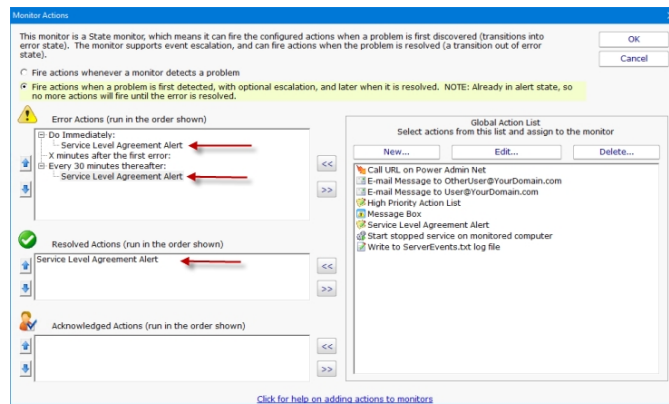 Monitor Actions
This monitor is a State monitor, which means it can fire the configured actions when a problem is first discovered (transitions into
error state). The monitor supports event escalation, and can fire actions when the problem is resolved (a transition out of error
state).
OK
Cancel
Fire actions whenever a monitor detects a problem
Fire actions when a problem is first detected, with optional escalation, and later when it is resolved. NOTE: Already in alert state, so
no more actions will fire until the error is resolved.
Error Actions (run in the order shown)
Do Immediately:
Service Level Agreement Alert
X minutes after the first error:
Every 30 minutes thereafter:
Service Level Agreement Alert
<<
>>
Resolved Actions (run in the order shown)
Service Level Agreement Alert
<<
>>
Acknowledged Actions (run in the order shown)
<<
>>
Global Action List
Select actions from this list and assign to the monitor
New...
Edit...
Delete...
Call URL on Power Admin Net
E-mail Message to OtherUser@YourDomain.com
E-mail Message to User@YourDomain.com
High Priority Action List
Message Box
Service Level Agreement Alert
Start stopped service on monitored computer
Write to ServerEvents.txt log file
Click for help on adding actions to monitors